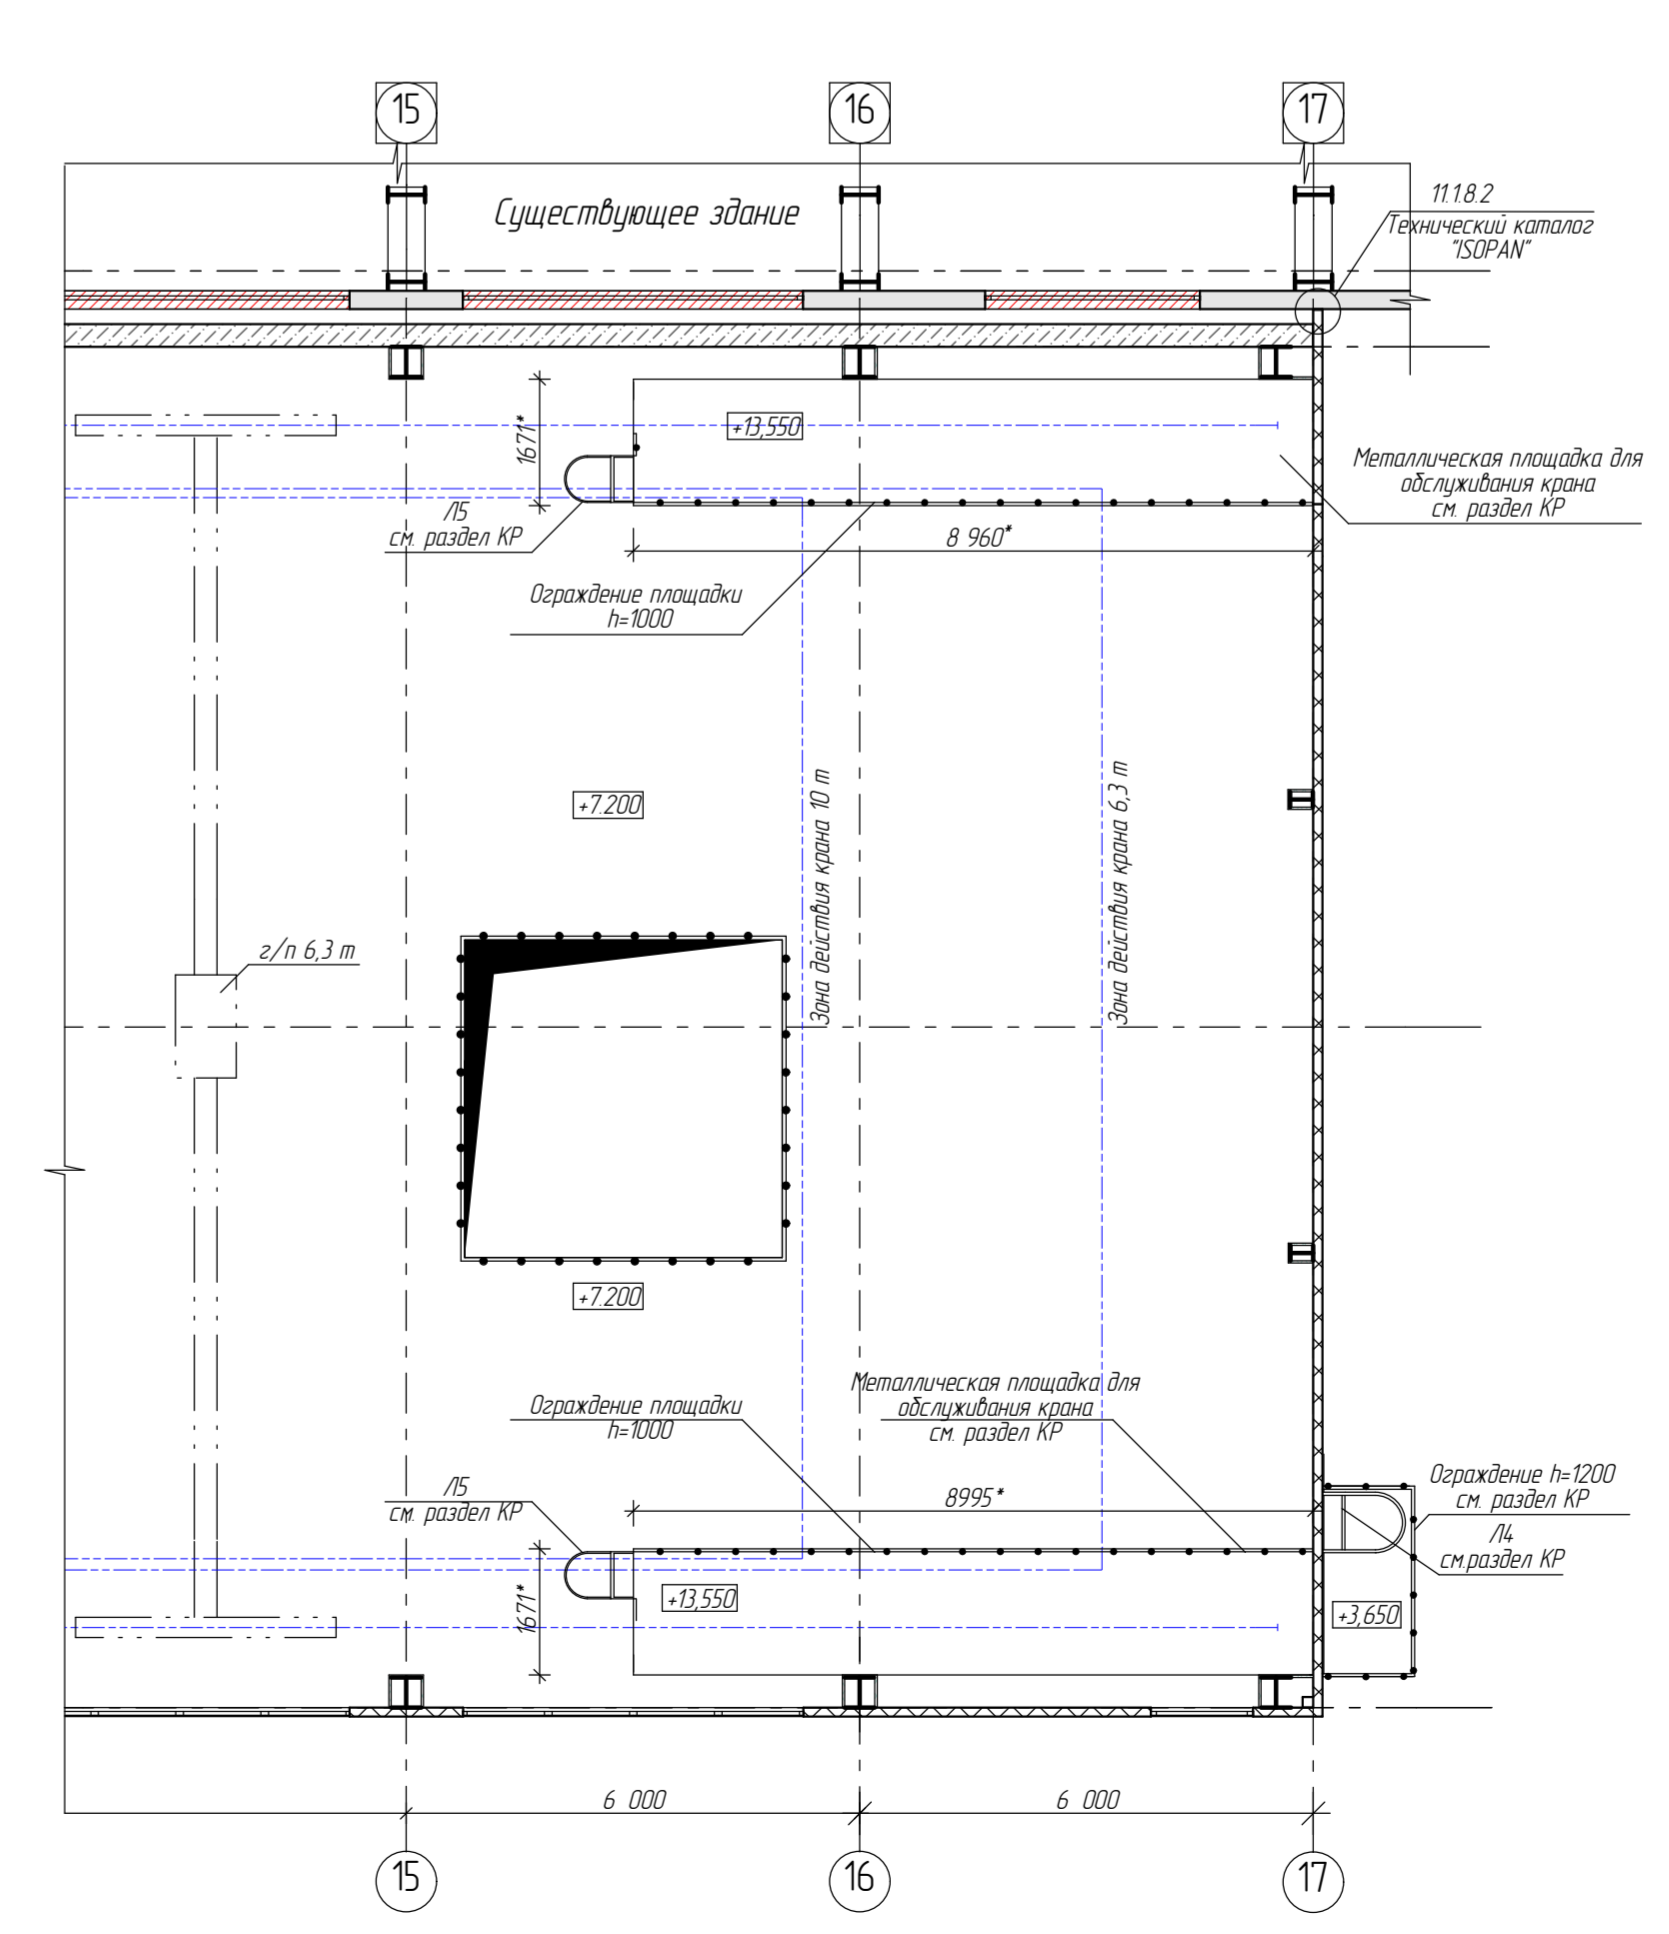 15
16
17
Существующее здание
11.1.8.2
Технический каталог
"ISOPAN"
+13,550
1671*
Металлическая площадка для
обслуживания крана
см. раздел КР
Л5
см. раздел КР
8 960*
Ограждение площадки
h=1000
+7.200
Зона действия крана 10 т
Зона действия крана 6,3 т
г/п 6,3 т
+7.200
Металлическая площадка для
обслуживания крана
см. раздел КР
Ограждение площадки
h=1000
Л5
см. раздел КР
8995*
Ограждение h=1200
см. раздел КР
Л4
см.раздел КР
1671*
+13,550
+3,650
6 000
6 000
15
16
17